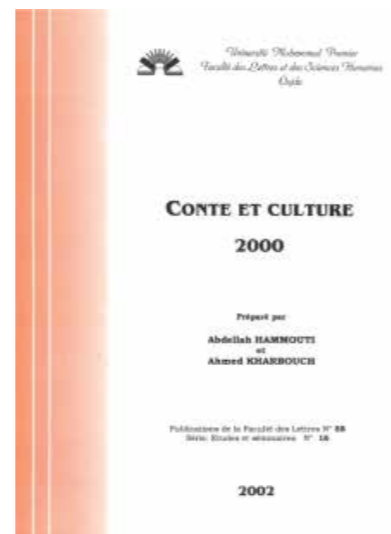 Université Mohammed Premier
Faculté des Lettres et des Sciences Humaines
Oujda
CONTE ET CULTURE
2000
Préparé par
Abdellah HAMMOUTI
et
Ahmed KHARBOUCH
Publications de la Faculté des Lettres N°
Série: Etudes et séminaires N° 16
2002